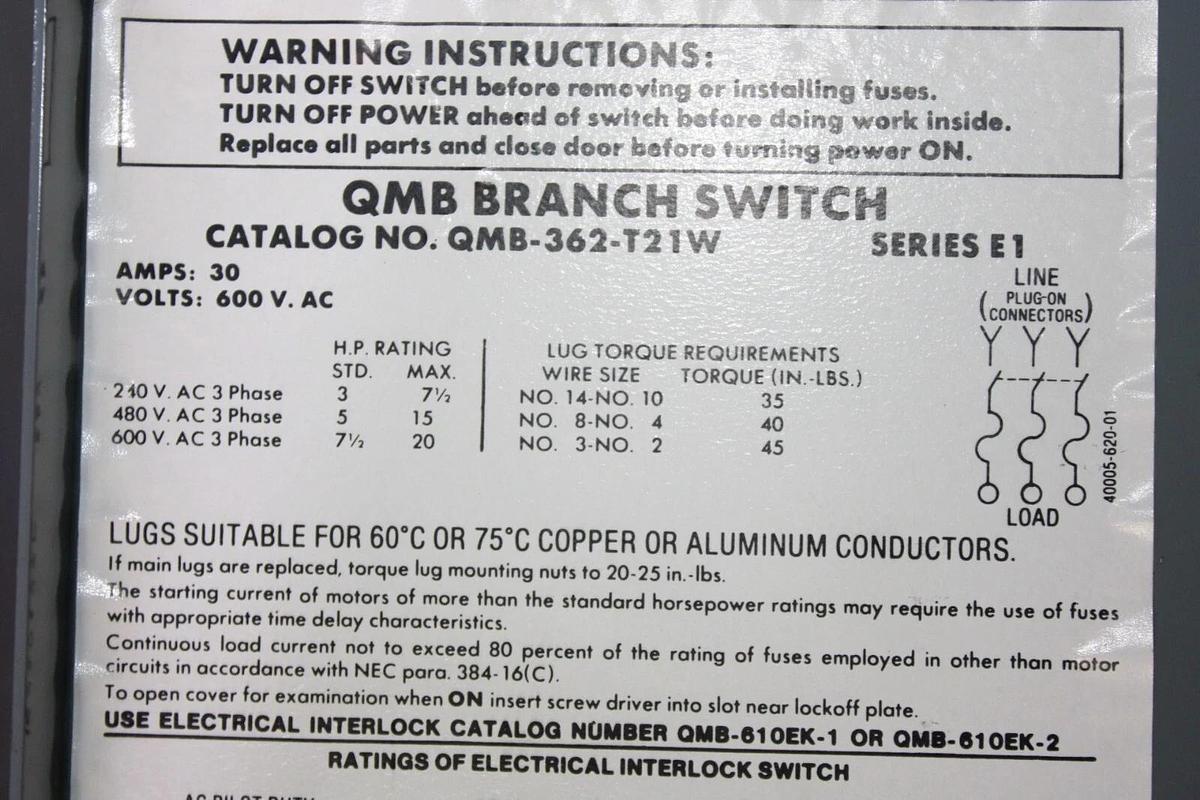 WARNING INSTRUCTIONS:
TURN OFF SWITCH before removing or installing fuses.
TURN OFF POWER ahead of switch before doing work inside.
Replace all parts and close door before turning power ON.
QMB BRANCH SWITCH
CATALOG NO. QMB-362-T21W SERIES E1
AMPS: 30
VOLTS: 600 V. AC
H.P. RATING
STD. MAX.
240 V. AC 3 Phase 3 7½
480 V. AC 3 Phase 5 15
600 V. AC 3 Phase 7½ 20
LUG TORQUE REQUIREMENTS
WIRE SIZE TORQUE (IN.-LBS.)
NO. 14-NO. 10 35
NO. 8-NO. 4 40
NO. 3-NO. 2 45
LINE
(PLUG-ON
CONNECTORS)
LOAD
40005-620-01
LUGS SUITABLE FOR 60°C OR 75°C COPPER OR ALUMINUM CONDUCTORS.
If main lugs are replaced, torque lug mounting nuts to 20-25 in.-lbs.
The starting current of motors of more than the standard horsepower ratings may require the use of fuses
with appropriate time delay characteristics.
Continuous load current not to exceed 80 percent of the rating of fuses employed in other than motor
circuits in accordance with NEC para. 384-16(C).
To open cover for examination when ON insert screw driver into slot near lockoff plate.
USE ELECTRICAL INTERLOCK CATALOG NUMBER QMB-610EK-1 OR QMB-610EK-2
RATINGS OF ELECTRICAL INTERLOCK SWITCH